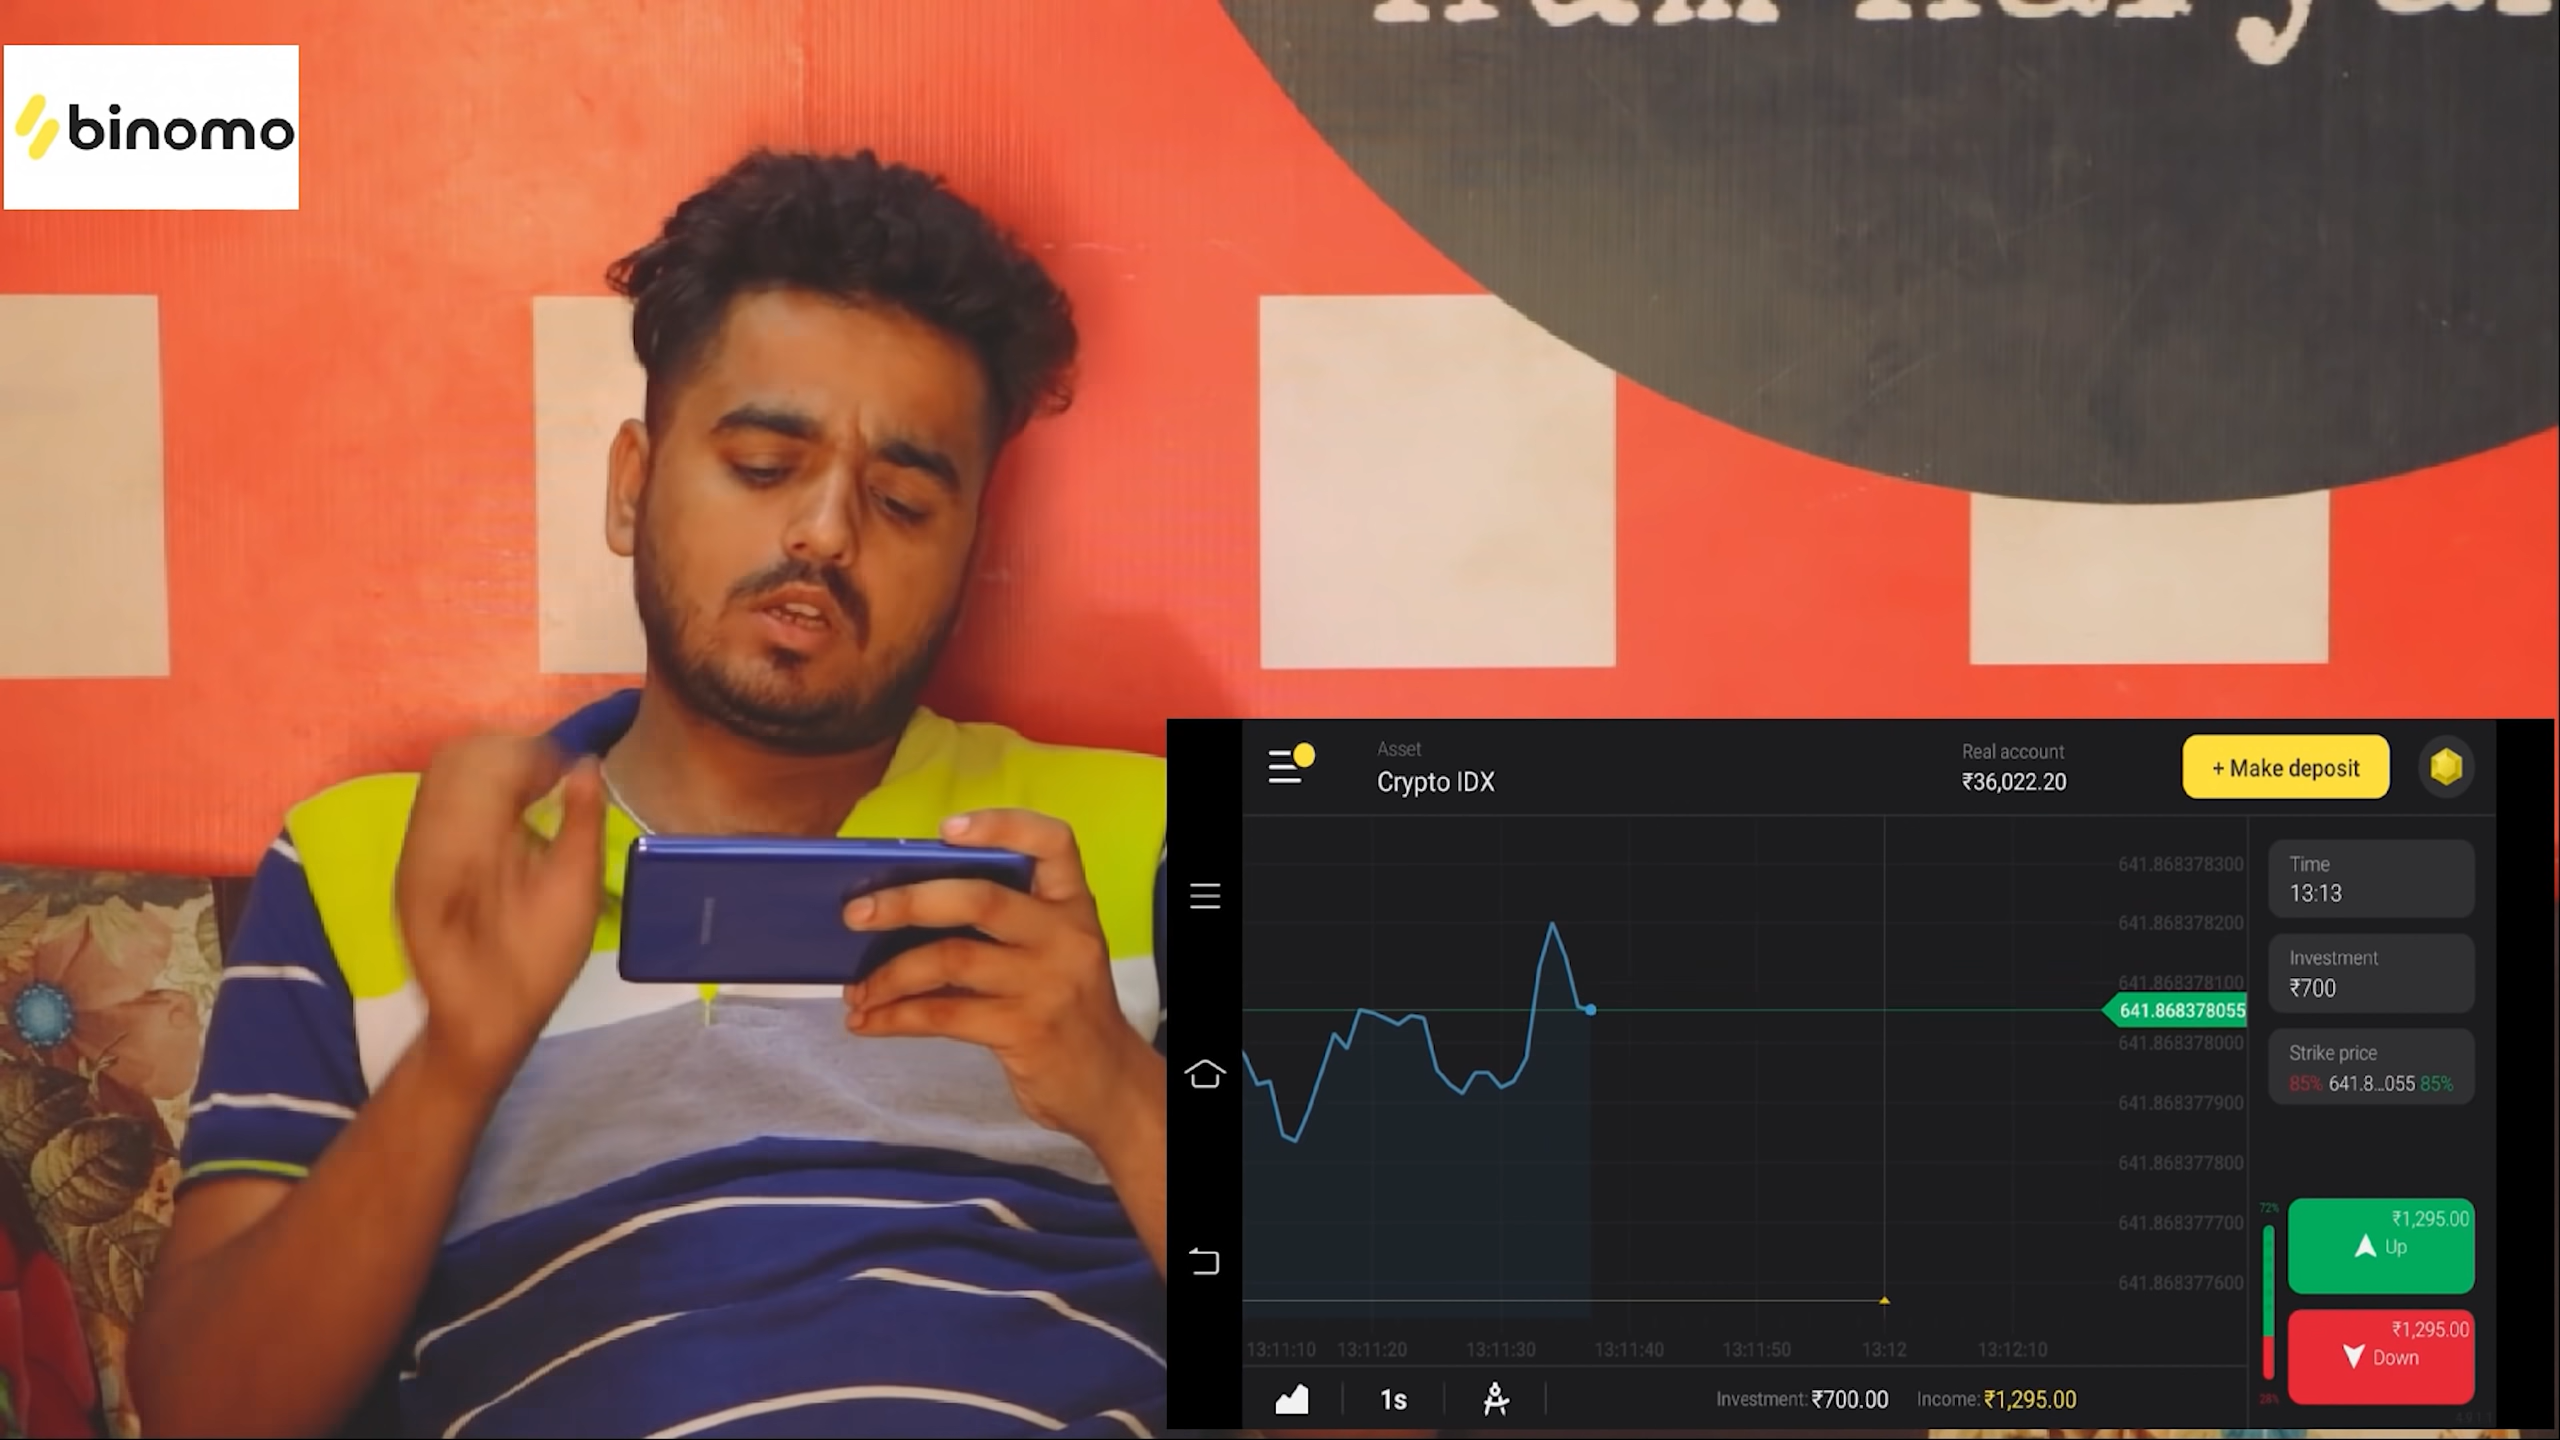 binomo
Asset
Crypto IDX
Real account
₹36,022.20
+ Make deposit
641.868378300
641.868378200
641.868378100
641.868378055
641.868378000
641.868377900
641.868377800
641.868377700
641.868377600
Time
13:13
Investment
₹700
Strike price
85% 641.8...055 85%
72%
₹1,295.00
Up
₹1,295.00
Down
28%
13:11:10 13:11:20 13:11:30 13:11:40 13:11:50 13:12 13:12:10
1s
Investment: ₹700.00 Income: ₹1,295.00